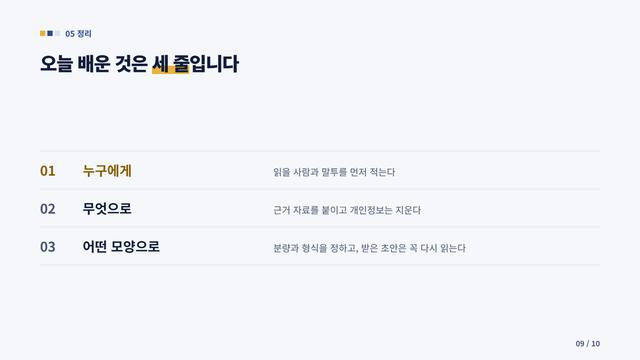 05 정리
오늘 배운 것은 세 줄입니다
01 누구에게 읽을 사람과 말투를 먼저 적는다
02 무엇으로 근거 자료를 붙이고 개인정보는 지운다
03 어떤 모양으로 분량과 형식을 정하고, 받은 초안은 꼭 다시 읽는다
09 / 10